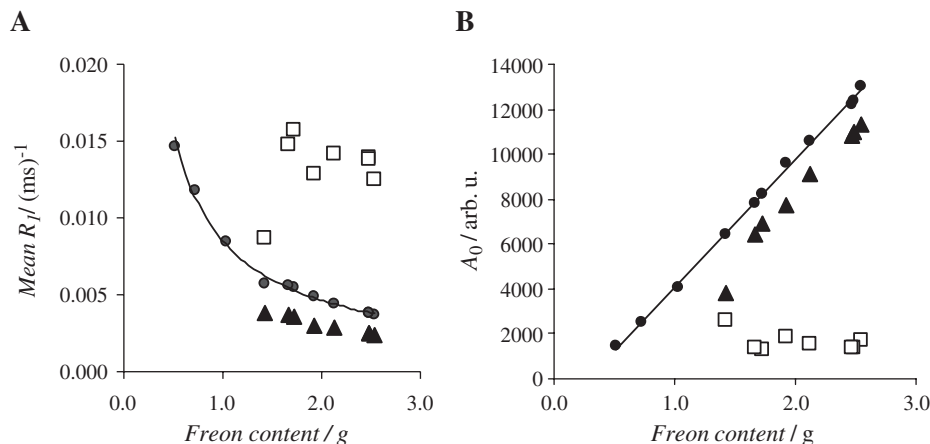 A
Mean R1/ (ms)-1
0.020
0.015
0.010
0.005
0.000
0.0 1.0 2.0 3.0
Freon content / g
B
A0 / arb. u.
14000
12000
10000
8000
6000
4000
2000
0
0.0 1.0 2.0 3.0
Freon content / g